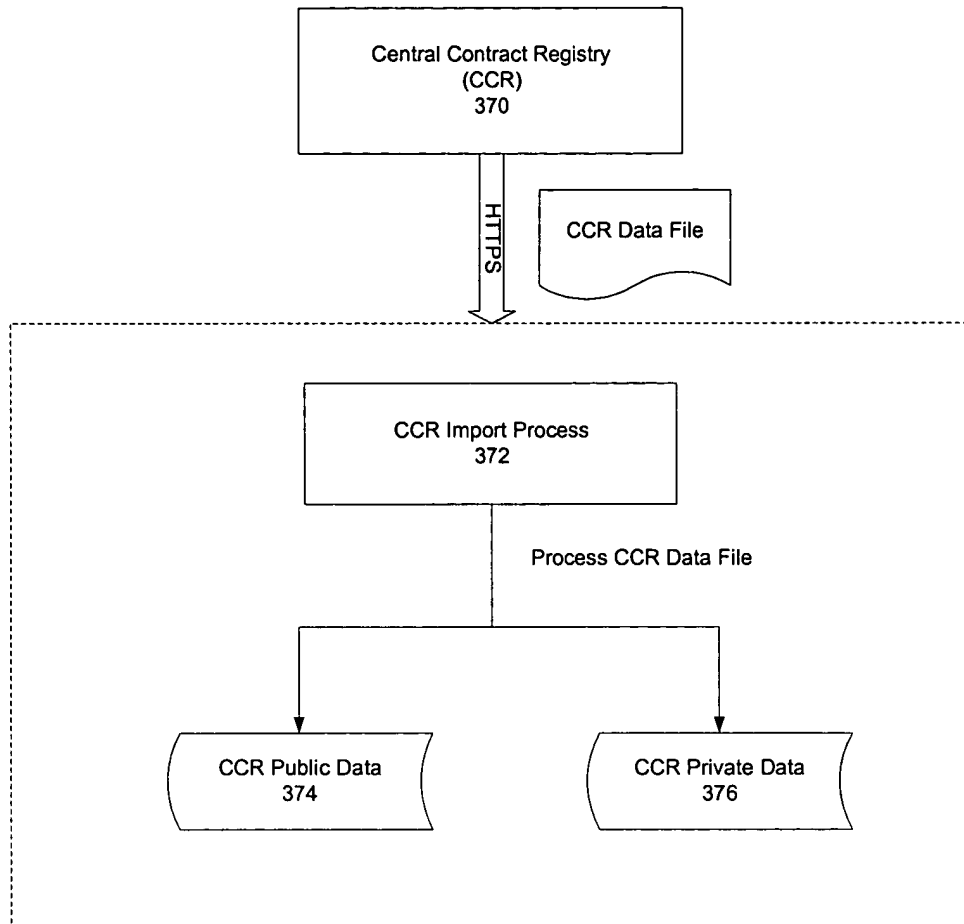 Central Contract Registry
(CCR)
370
HTTPS
CCR Data File
CCR Import Process
372
Process CCR Data File
CCR Public Data
374
CCR Private Data
376